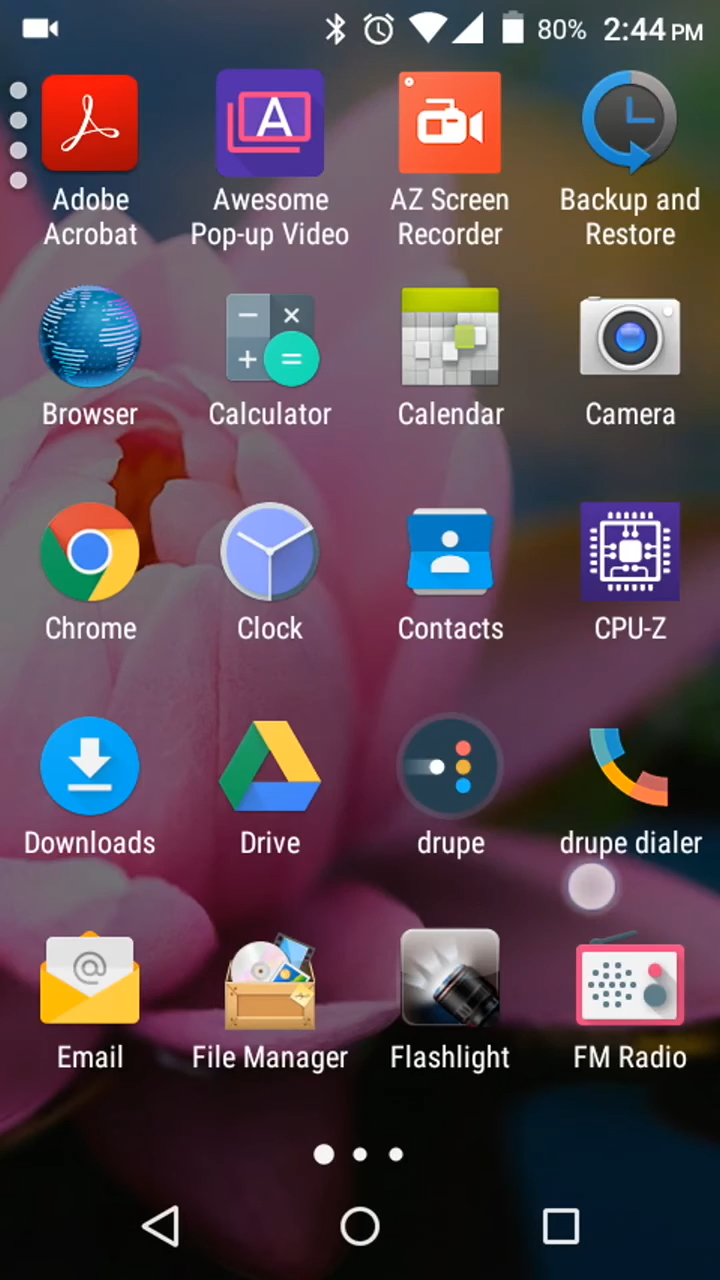 80% 2:44 PM
A
Adobe Acrobat
Awesome Pop-up Video
AZ Screen Recorder
Backup and Restore
Browser
Calculator
Calendar
Camera
Chrome
Clock
Contacts
CPU-Z
Downloads
Drive
drupe
drupe dialer
@
Email
File Manager
Flashlight
FM Radio